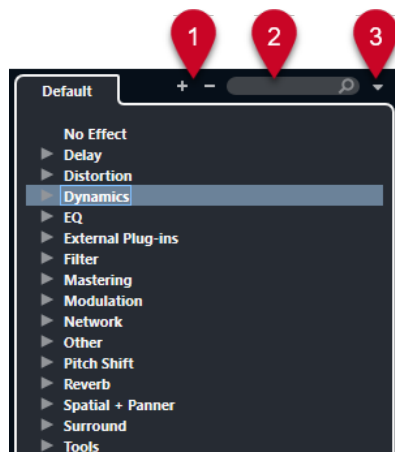 1 2 3
Default + −
No Effect
Delay
Distortion
Dynamics
EQ
External Plug-ins
Filter
Mastering
Modulation
Network
Other
Pitch Shift
Reverb
Spatial + Panner
Surround
Tools